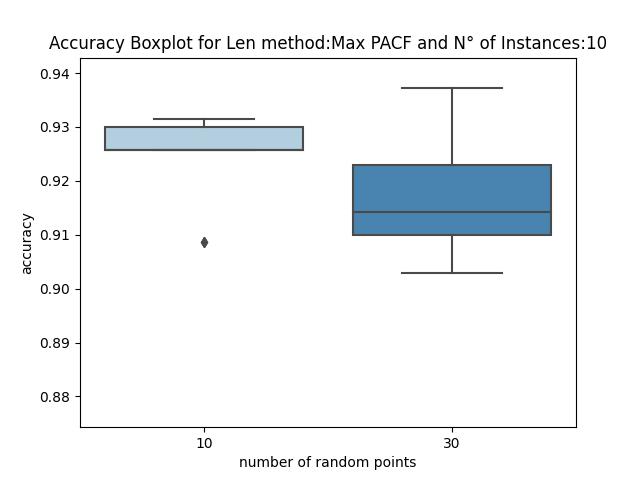 Accuracy Boxplot for Len method:Max PACF and N° of Instances:10
0.94
0.93
0.92
0.91
0.90
0.89
0.88
accuracy
10 30
number of random points